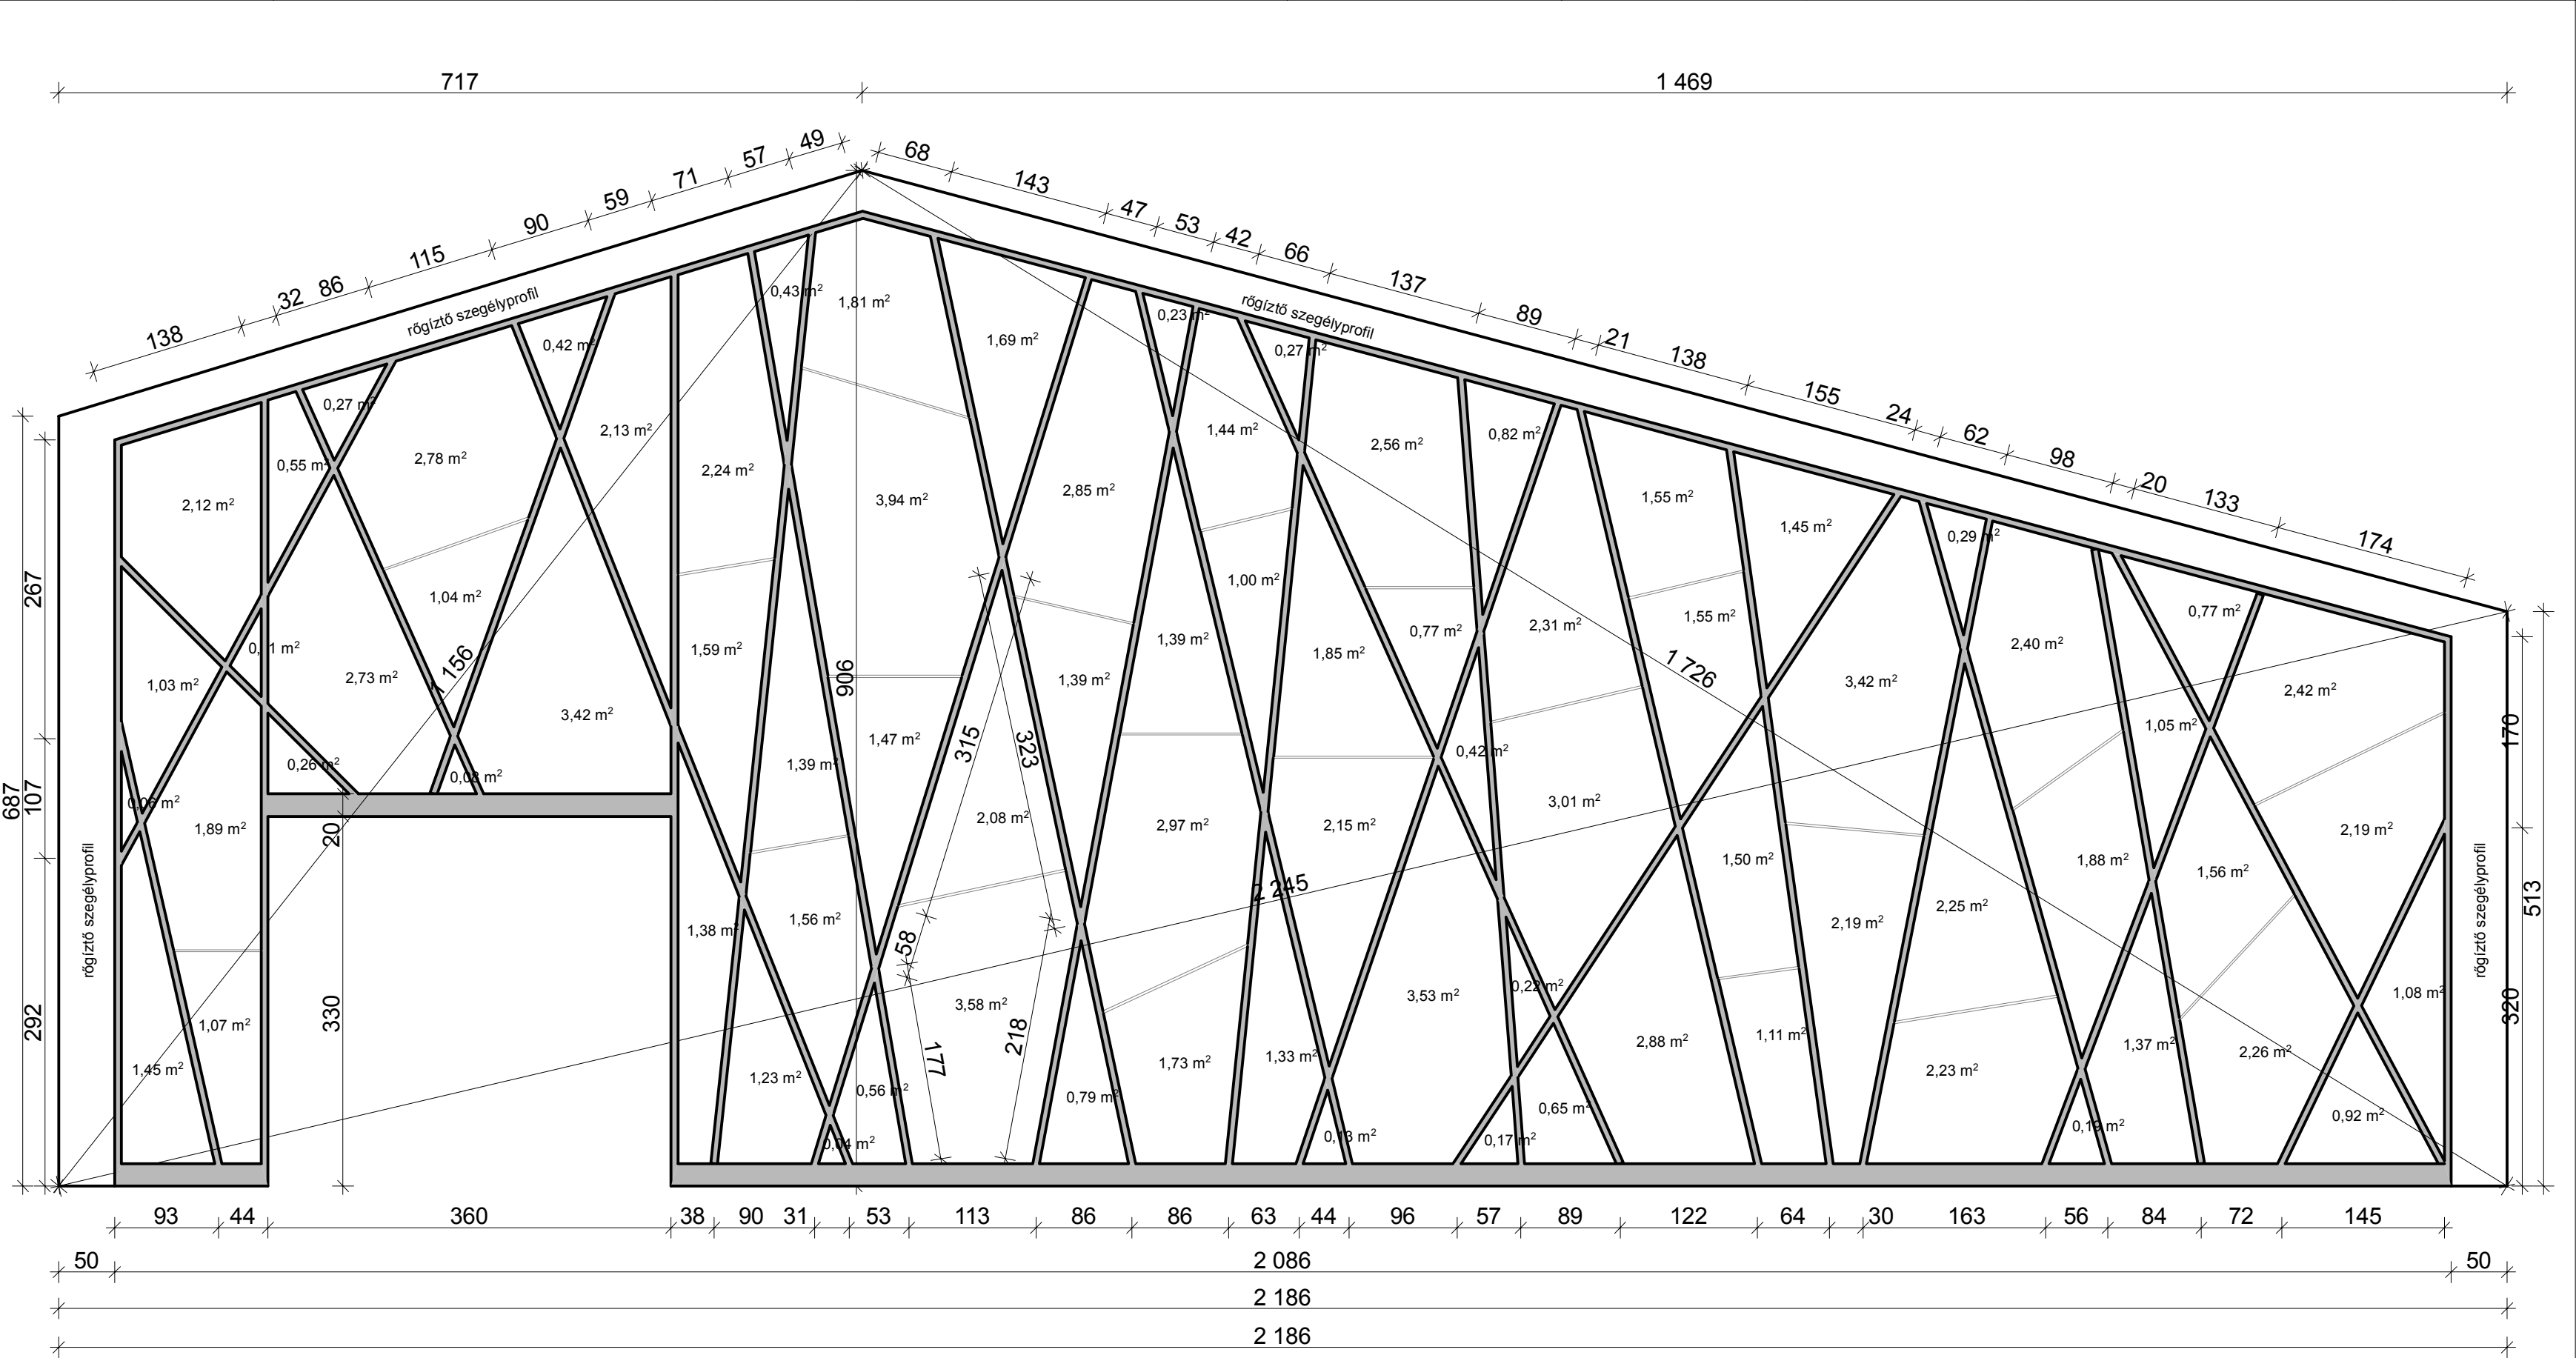 717
1 469
138
32
86
115
90
59
71
57
49
68
143
47
53
42
66
137
89
21
138
155
24
62
98
20
133
174
rőgíztő szegélyprofil
rőgíztő szegélyprofil
0,43 m²
1,81 m²
0,23 m²
0,42 m²
1,69 m²
0,27 m²
0,27 m²
2,13 m²
1,44 m²
0,82 m²
2,56 m²
2,78 m²
0,55 m²
2,24 m²
2,85 m²
1,55 m²
3,94 m²
2,12 m²
1,45 m²
0,29 m²
1,00 m²
1,04 m²
0,77 m²
1,55 m²
2,31 m²
0,77 m²
1,39 m²
2,40 m²
1,59 m²
1,85 m²
2,73 m²
1,39 m²
3,42 m²
1,03 m²
2,42 m²
3,42 m²
1,05 m²
1,47 m²
0,42 m²
0,26 m²
1,39 m²
0,06 m²
3,01 m²
1,89 m²
2,08 m²
2,97 m²
2,15 m²
2,19 m²
1,50 m²
1,88 m²
1,56 m²
2,25 m²
1,56 m²
2,19 m²
1,38 m²
0,22 m²
1,08 m²
3,53 m²
3,58 m²
1,07 m²
1,11 m²
2,88 m²
1,37 m²
2,26 m²
1,33 m²
1,73 m²
1,45 m²
2,23 m²
1,23 m²
0,56 m²
0,79 m²
0,65 m²
0,92 m²
0,17 m²
0,13 m²
0,04 m²
1 156
906
1 726
2 245
315
323
58
177
218
20
330
687
267
107
292
rőgíztő szegélyprofil
rőgíztő szegélyprofil
170
320
513
93
44
360
38
90
31
53
113
86
86
63
44
96
57
89
122
64
30
163
56
84
72
145
50
2 086
50
2 186
2 186